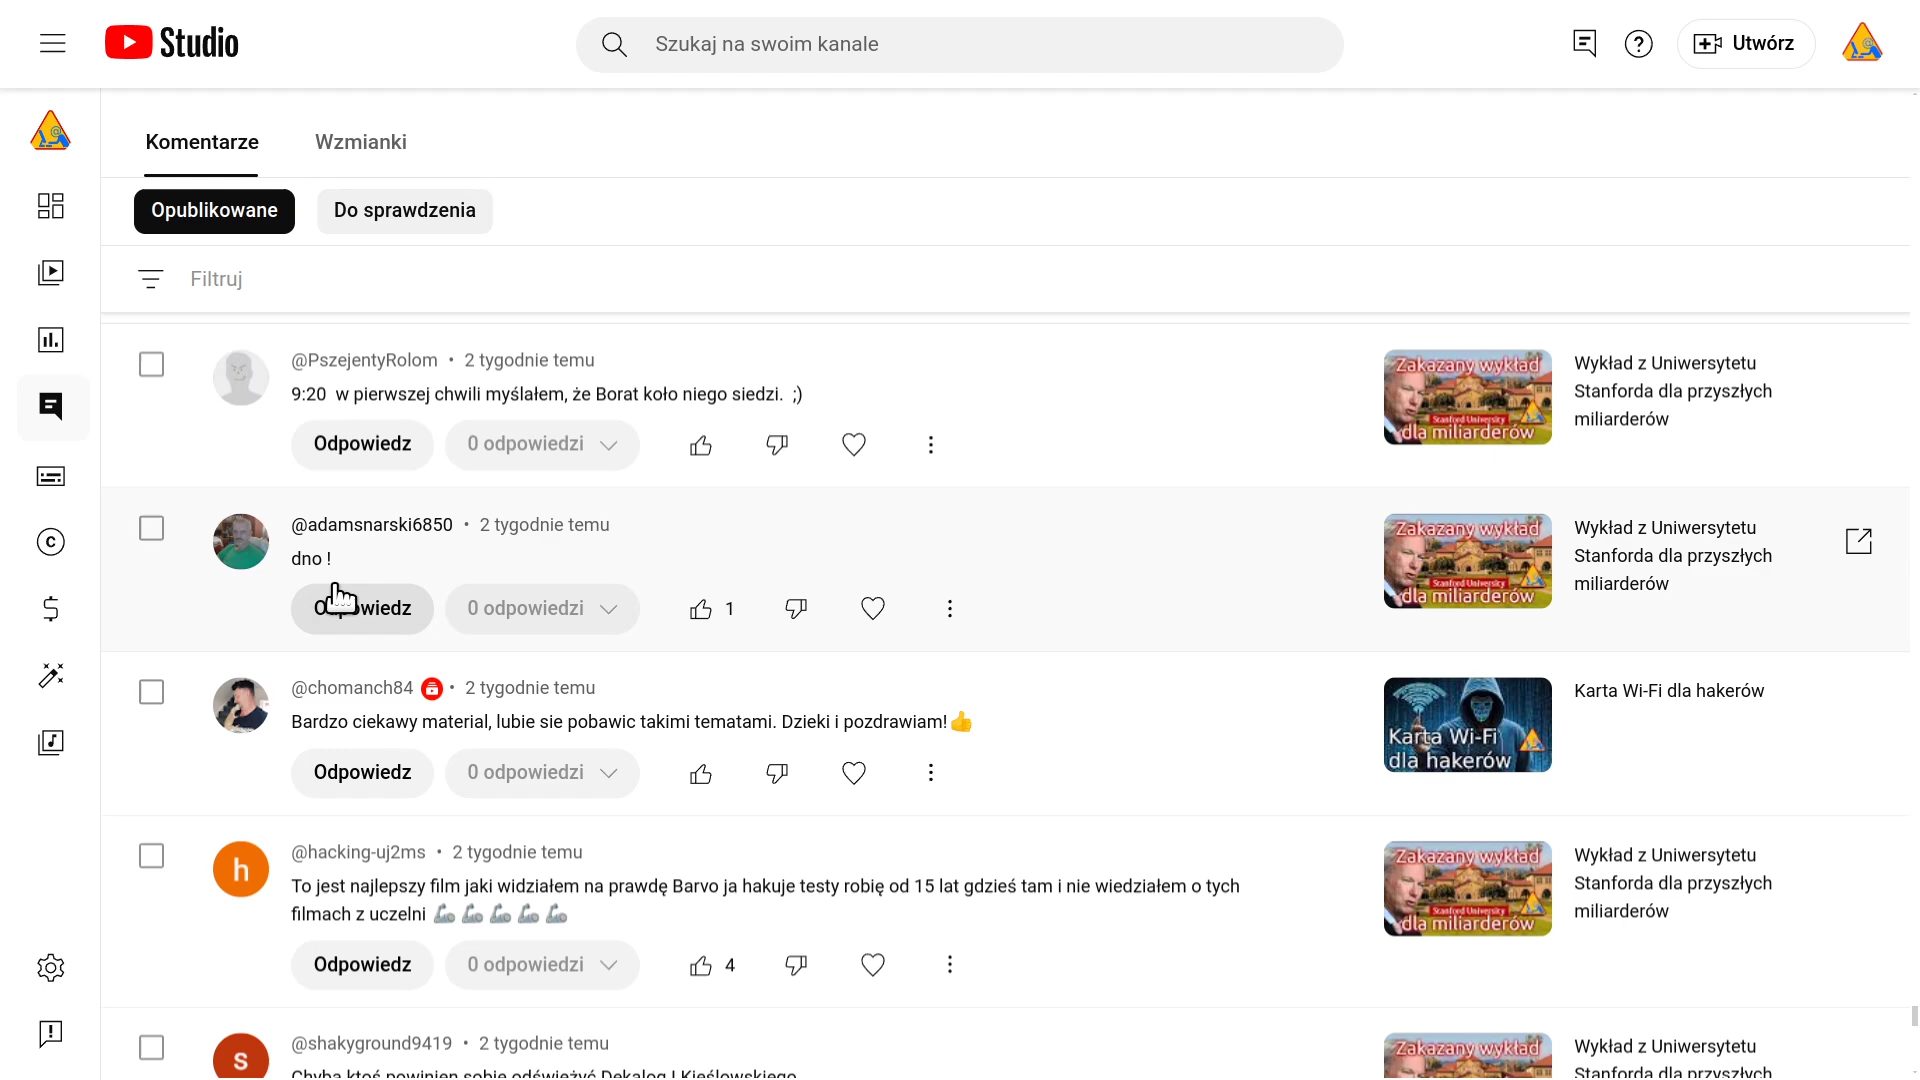 Studio
Szukaj na swoim kanale
Utwórz
Komentarze
Wzmianki
Opublikowane
Do sprawdzenia
Filtruj
@PszejentyRolom • 2 tygodnie temu
9:20 w pierwszej chwili myślałem, że Borat koło niego siedzi. ;)
Odpowiedz
0 odpowiedzi
Zakazany wykład
Stanford University
dla miliarderów
Wykład z Uniwersytetu
Stanforda dla przyszłych
miliarderów
@adamsnarski6850 • 2 tygodnie temu
dno !
Odpowiedz
0 odpowiedzi
1
Zakazany wykład
Stanford University
dla miliarderów
Wykład z Uniwersytetu
Stanforda dla przyszłych
miliarderów
@chomanch84 • 2 tygodnie temu
Bardzo ciekawy material, lubie sie pobawic takimi tematami. Dzieki i pozdrawiam!👍
Odpowiedz
0 odpowiedzi
Karta Wi-Fi
dla hakerów
Karta Wi-Fi dla hakerów
h
@hacking-uj2ms • 2 tygodnie temu
To jest najlepszy film jaki widziałem na prawdę Barvo ja hakuje testy robię od 15 lat gdzieś tam i nie wiedziałem o tych
filmach z uczelni 🦾 🦾 🦾 🦾 🦾
Odpowiedz
0 odpowiedzi
4
Zakazany wykład
Stanford University
dla miliarderów
Wykład z Uniwersytetu
Stanforda dla przyszłych
miliarderów
s
@shakyground9419 • 2 tygodnie temu
Chyba ktoś powinien sobie odświeżyć Dekalog I Kieślowskiego
Zakazany wykład
Wykład z Uniwersytetu
Stanforda dla przyszłych